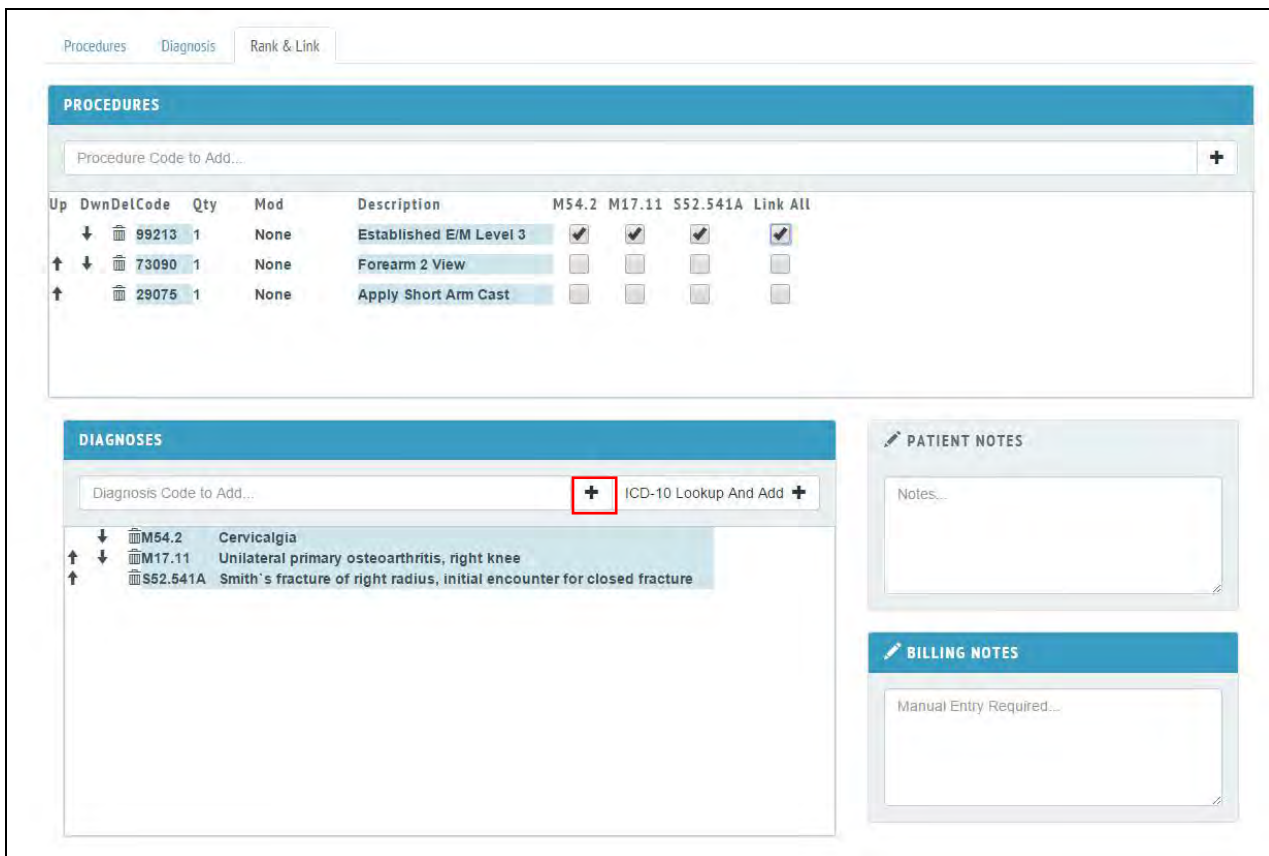 Procedures Diagnosis Rank & Link
PROCEDURES
Procedure Code to Add...
Up DwnDelCode Qty Mod Description M54.2 M17.11 S52.541A Link All
99213 1 None Established E/M Level 3
73090 1 None Forearm 2 View
29075 1 None Apply Short Arm Cast
DIAGNOSES
Diagnosis Code to Add... ICD-10 Lookup And Add
M54.2 Cervicalgia
M17.11 Unilateral primary osteoarthritis, right knee
S52.541A Smith`s fracture of right radius, initial encounter for closed fracture
PATIENT NOTES
Notes...
BILLING NOTES
Manual Entry Required...